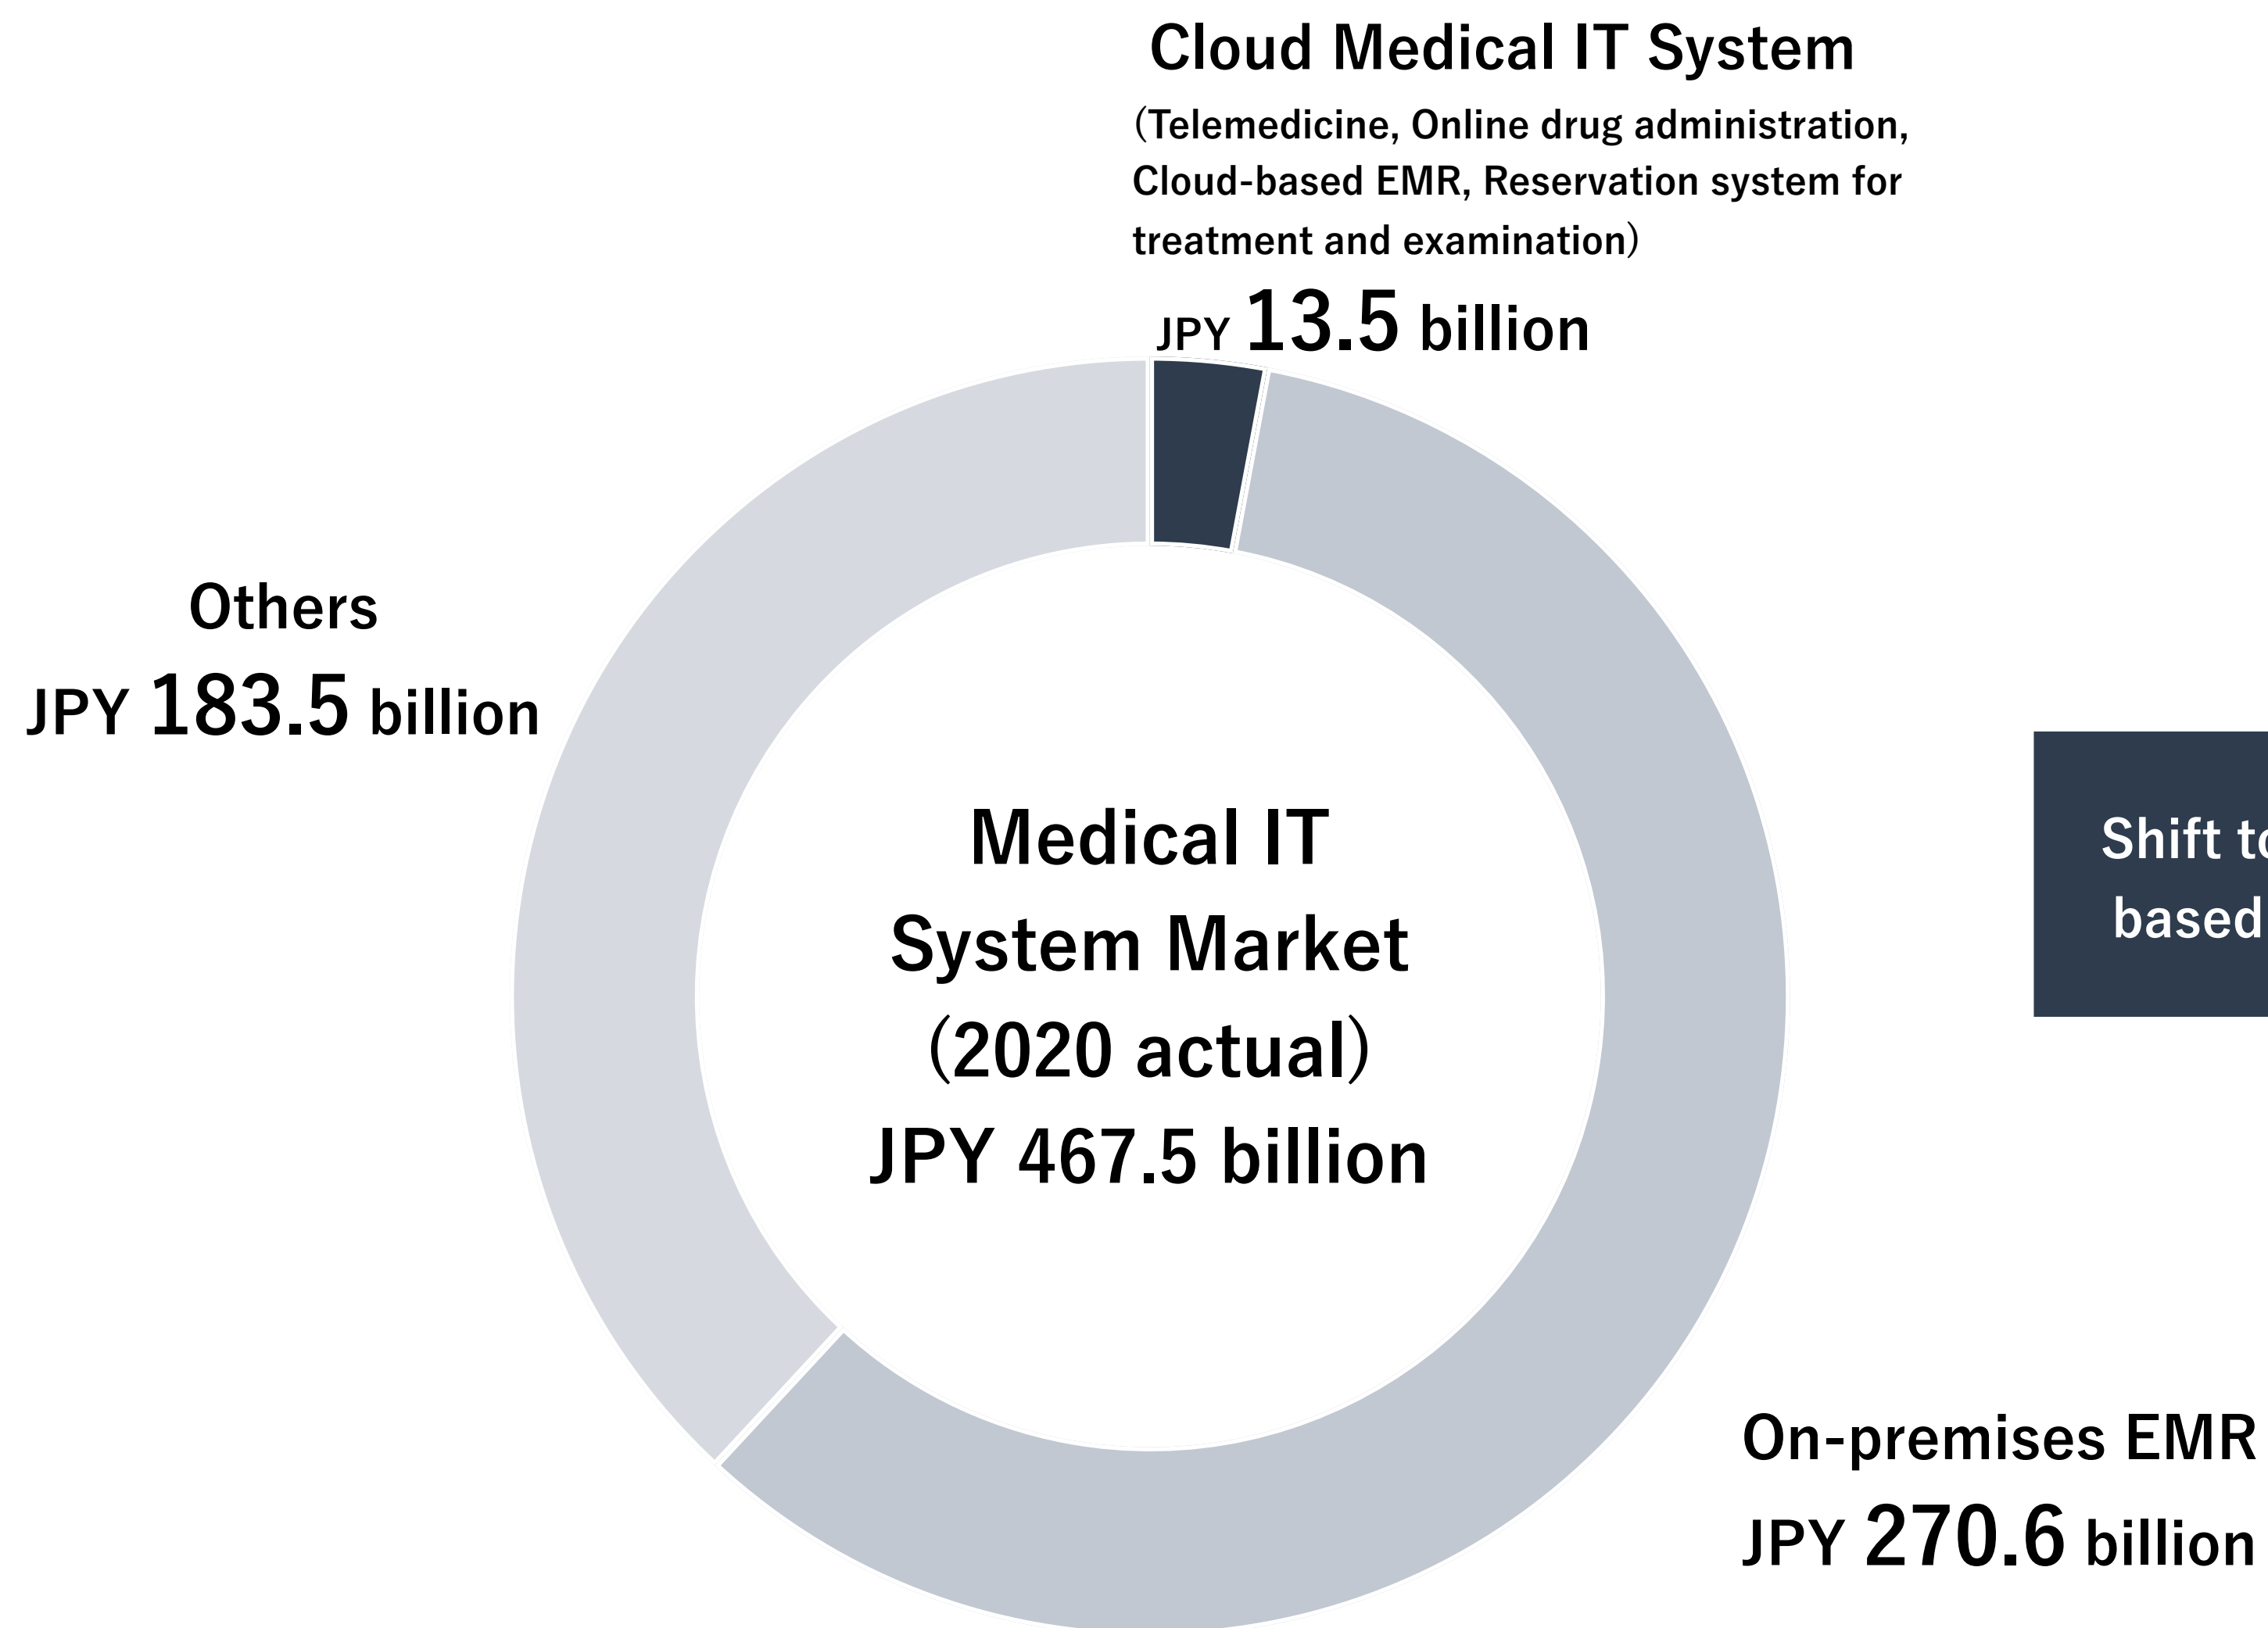 Cloud Medical IT System
(Telemedicine, Online drug administration,
Cloud-based EMR, Reservation system for
treatment and examination)
JPY 13.5 billion
Others
JPY 183.5 billion
Medical IT
System Market
(2020 actual)
JPY 467.5 billion
Shift
based
On-premises EMR
JPY 270.6 billion